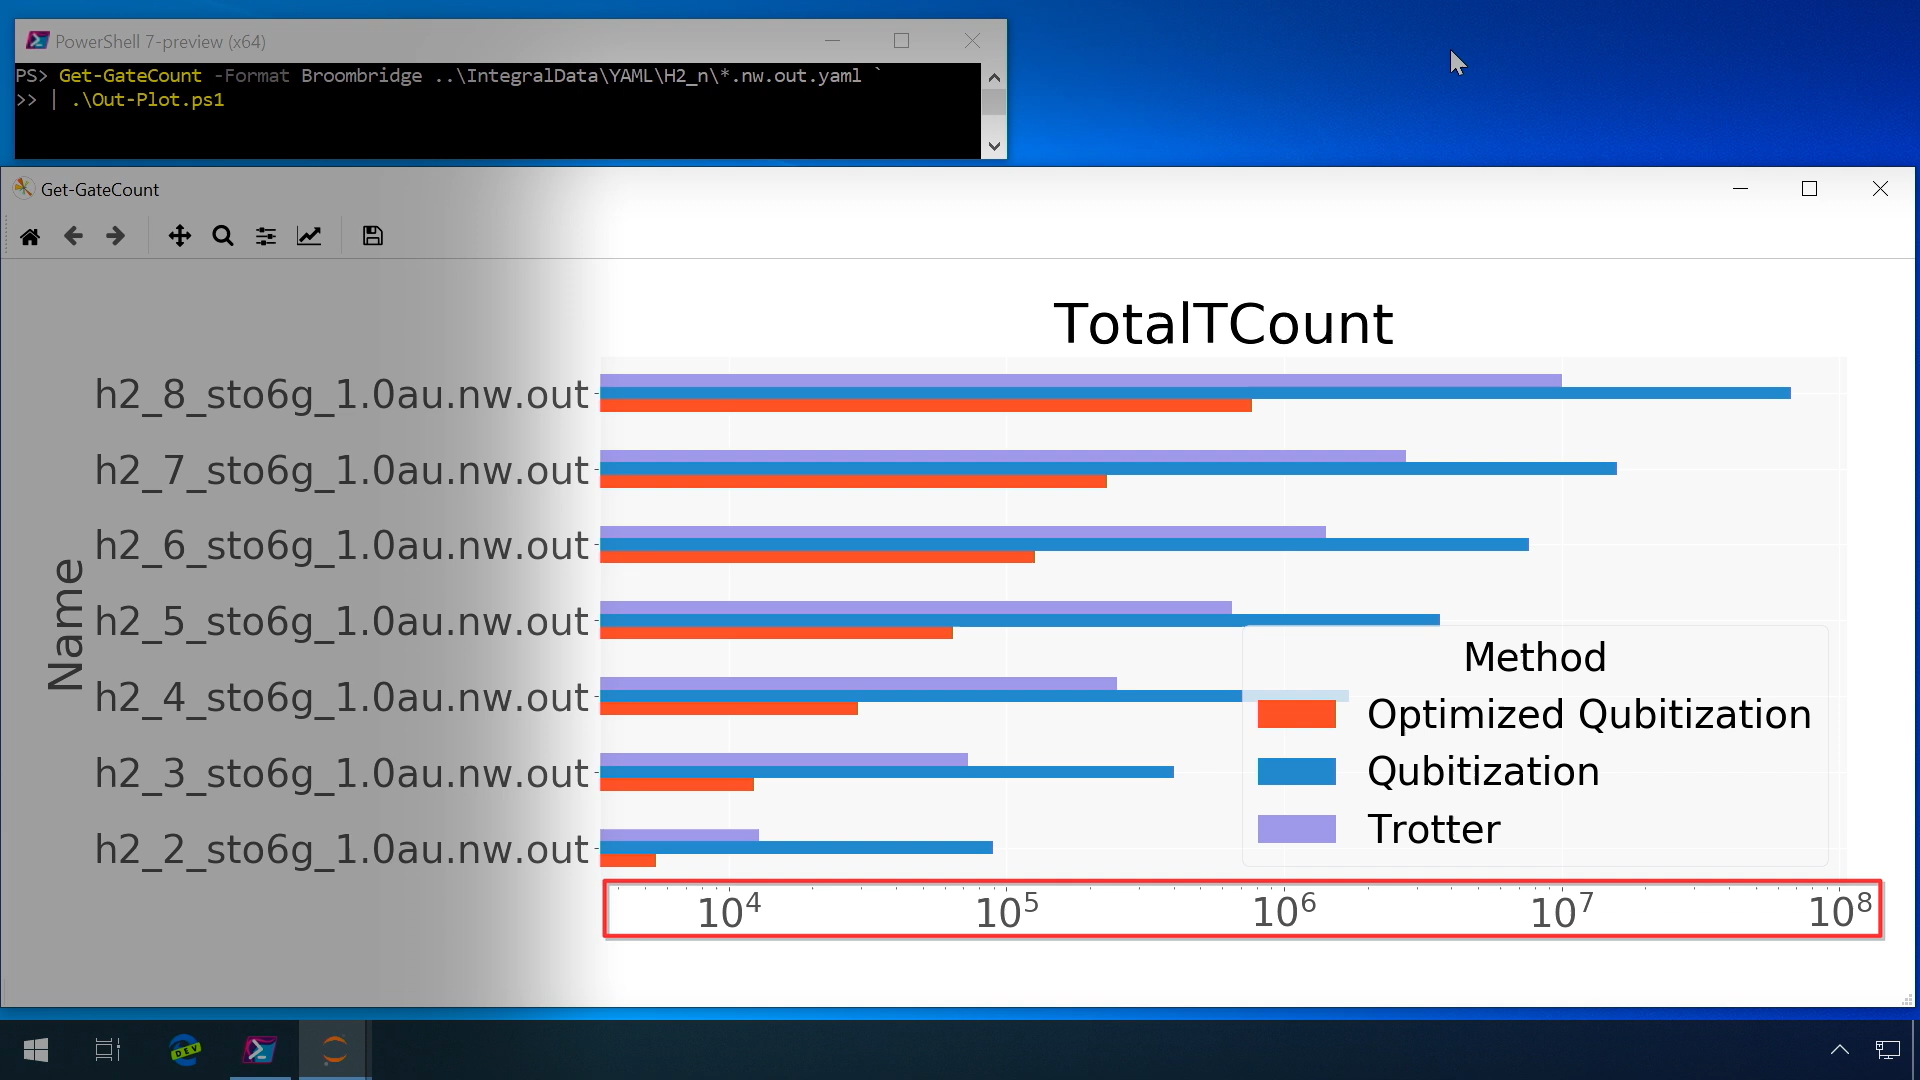 PowerShell 7-preview (x64)
PS> Get-GateCount -Format Broombridge ..\IntegralData\YAML\H2_n\*.nw.out.yaml `
>> | .\Out-Plot.ps1
Get-GateCount
TotalTCount
Name
h2_8_sto6g_1.0au.nw.out
h2_7_sto6g_1.0au.nw.out
h2_6_sto6g_1.0au.nw.out
h2_5_sto6g_1.0au.nw.out
h2_4_sto6g_1.0au.nw.out
h2_3_sto6g_1.0au.nw.out
h2_2_sto6g_1.0au.nw.out
Method
Optimized Qubitization
Qubitization
Trotter
10⁴ 10⁵ 10⁶ 10⁷ 10⁸
DEV